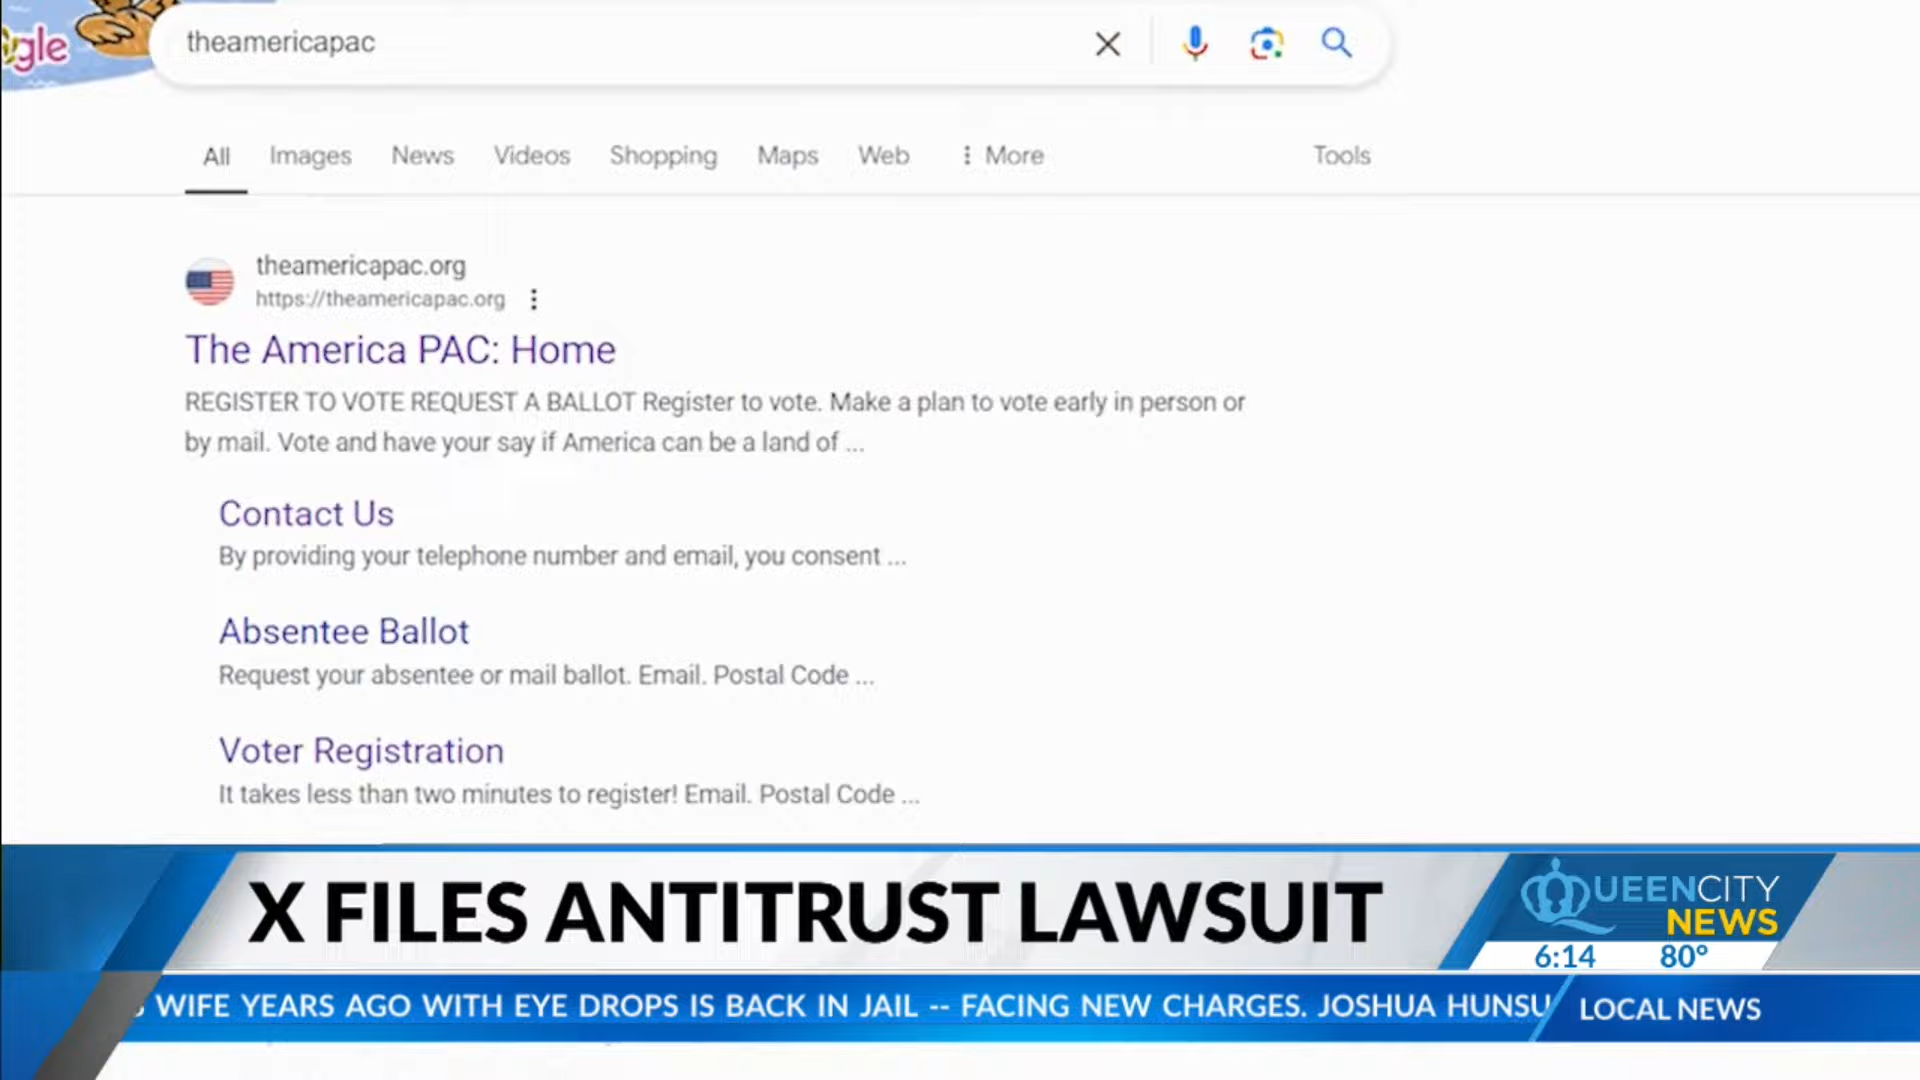 gle
theamericapac
All Images News Videos Shopping Maps Web More Tools
theamericapac.org
https://theamericapac.org
The America PAC: Home
REGISTER TO VOTE REQUEST A BALLOT Register to vote. Make a plan to vote early in person or
by mail. Vote and have your say if America can be a land of ...
Contact Us
By providing your telephone number and email, you consent ...
Absentee Ballot
Request your absentee or mail ballot. Email. Postal Code ...
Voter Registration
It takes less than two minutes to register! Email. Postal Code ...
X FILES ANTITRUST LAWSUIT
QUEENCITY
NEWS
6:14 80°
WIFE YEARS AGO WITH EYE DROPS IS BACK IN JAIL -- FACING NEW CHARGES. JOSHUA HUNSU
LOCAL NEWS